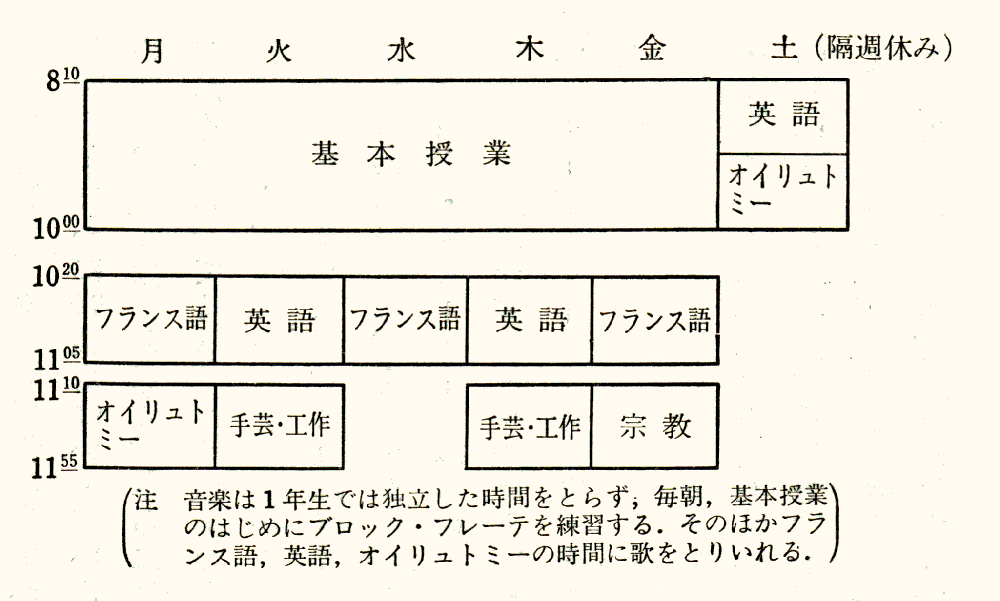 月 火 水 木 金 土（隔週休み）
8 10
基本授業
英語
オイリュト
ミー
10 00
10 20
フランス語 英語 フランス語 英語 フランス語
11 05
11 10
オイリュト
ミー
手芸・工作 手芸・工作 宗教
11 55
（注　音楽は1年生では独立した時間をとらず，毎朝，基本授業
のはじめにブロック・フレーテを練習する．そのほかフラ
ンス語，英語，オイリュトミーの時間に歌をとりいれる．）